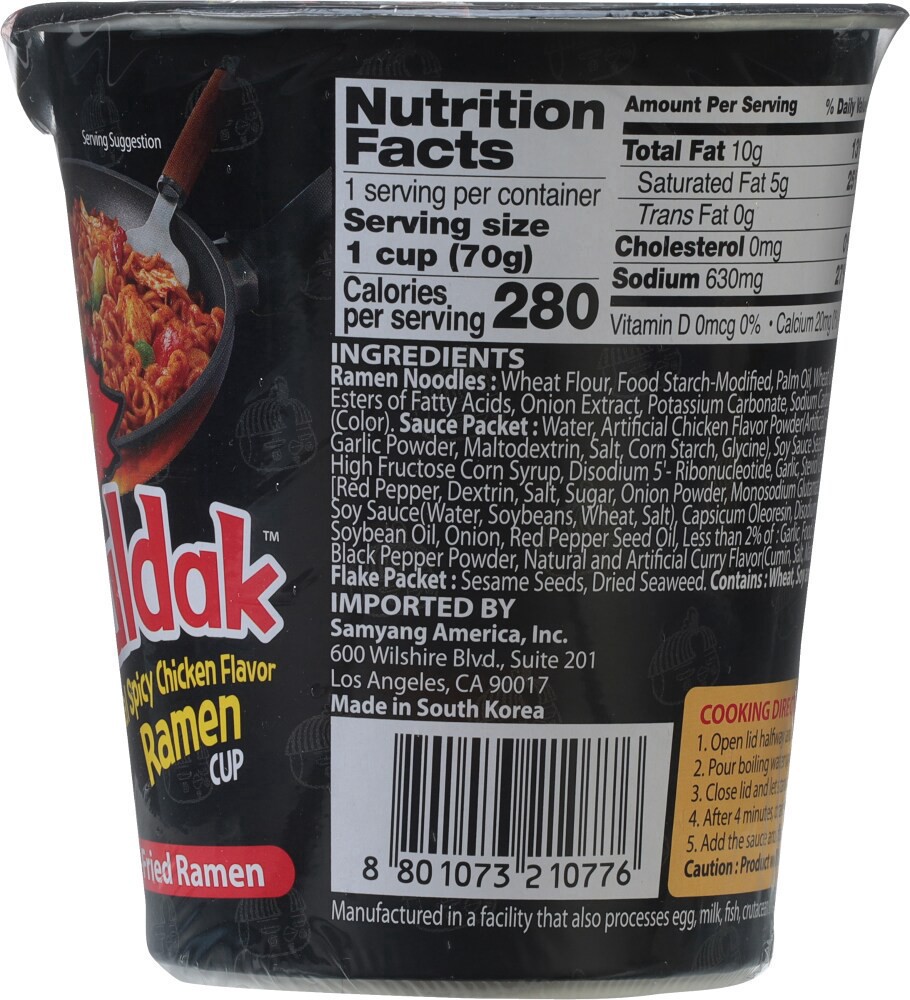 Serving Suggestion
Nutrition
Facts
1 serving per container
Serving size
1 cup (70g)
Calories
per serving 280
Amount Per Serving % Daily
Total Fat 10g
Saturated Fat 5g
Trans Fat 0g
Cholesterol 0mg
Sodium 630mg
Vitamin D 0mcg 0% • Calcium 20mg
INGREDIENTS
Ramen Noodles : Wheat Flour, Food Starch-Modified, Palm Oil,
Esters of Fatty Acids, Onion Extract, Potassium Carbonate, Sodium
(Color). Sauce Packet : Water, Artificial Chicken Flavor Powder
Garlic Powder, Maltodextrin, Salt, Corn Starch, Glycine), Soy Sauce
High Fructose Corn Syrup, Disodium 5'- Ribonucleotide, Garlic,
Red Pepper, Dextrin, Salt, Sugar, Onion Powder, Monosodium
Soy Sauce(Water, Soybeans, Wheat, Salt), Capsicum Oleoresin,
Soybean Oil, Onion, Red Pepper Seed Oil, Less than 2% of : Garlic,
Black Pepper Powder, Natural and Artificial Curry Flavor(Cumin,
Flake Packet : Sesame Seeds, Dried Seaweed. Contains : Wheat,
IMPORTED BY
Samyang America, Inc.
600 Wilshire Blvd., Suite 201
Los Angeles, CA 90017
Made in South Korea
ldak™
Spicy Chicken Flavor
Ramen
CUP
Fried Ramen
8 801073 210776
COOKING
1. Open lid halfway
2. Pour boiling
3. Close lid and
4. After 4 minutes,
5. Add the sauce
Caution : Product
Manufactured in a facility that also processes egg, milk, fish,